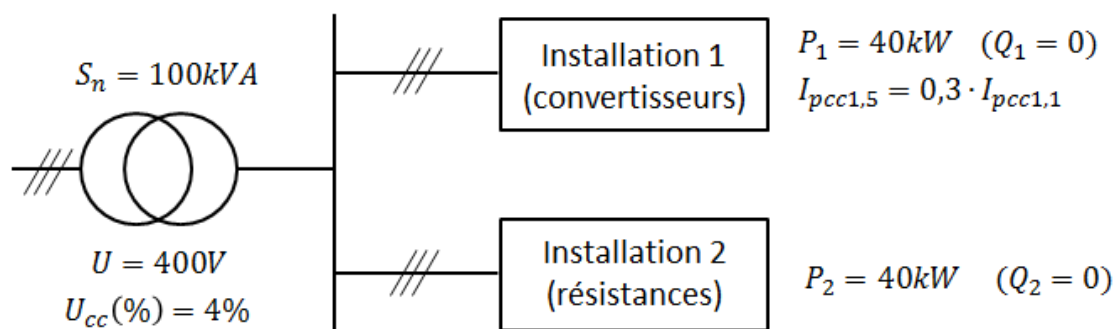 S_n = 100kVA
U = 400V
U_cc(%) = 4%
Installation 1
(convertisseurs)
P_1 = 40kW (Q_1 = 0)
I_pcc1,5 = 0,3 · I_pcc1,1
Installation 2
(résistances)
P_2 = 40kW (Q_2 = 0)